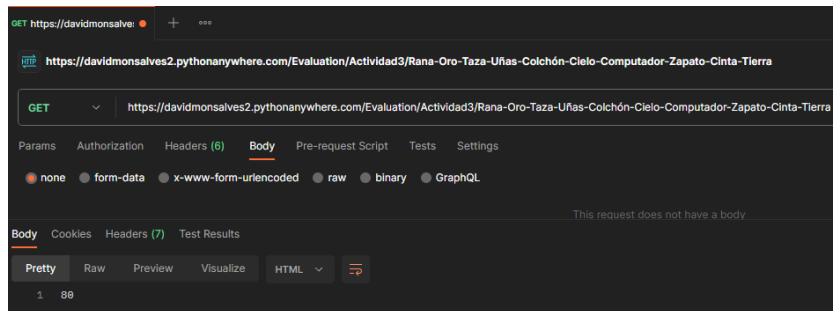 GET https://davidmonsalve: + ooo
HTTP https://davidmonsalves2.pythonanywhere.com/Evaluation/Actividad3/Rana-Oro-Taza-Uñas-Colchón-Cielo-Computador-Zapato-Cinta-Tierra
GET https://davidmonsalves2.pythonanywhere.com/Evaluation/Actividad3/Rana-Oro-Taza-Uñas-Colchón-Cielo-Computador-Zapato-Cinta-Tierra
Params Authorization Headers (6) Body Pre-request Script Tests Settings
none form-data x-www-form-urlencoded raw binary GraphQL
This request does not have a body
Body Cookies Headers (7) Test Results
Pretty Raw Preview Visualize HTML
1 80